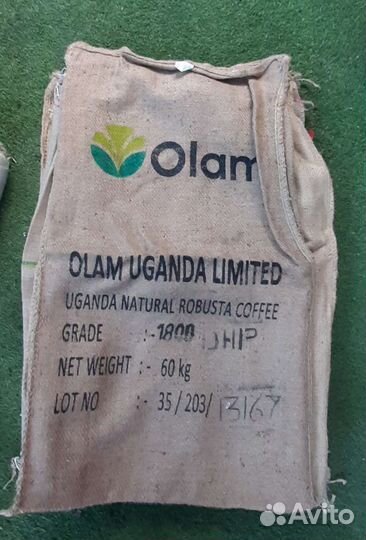 Olam
OLAM UGANDA LIMITED
UGANDA NATURAL ROBUSTA COFFEE
GRADE :- 1800
NET WEIGHT :- 60 kg
LOT NO :- 35 / 203 / 13167
Avito